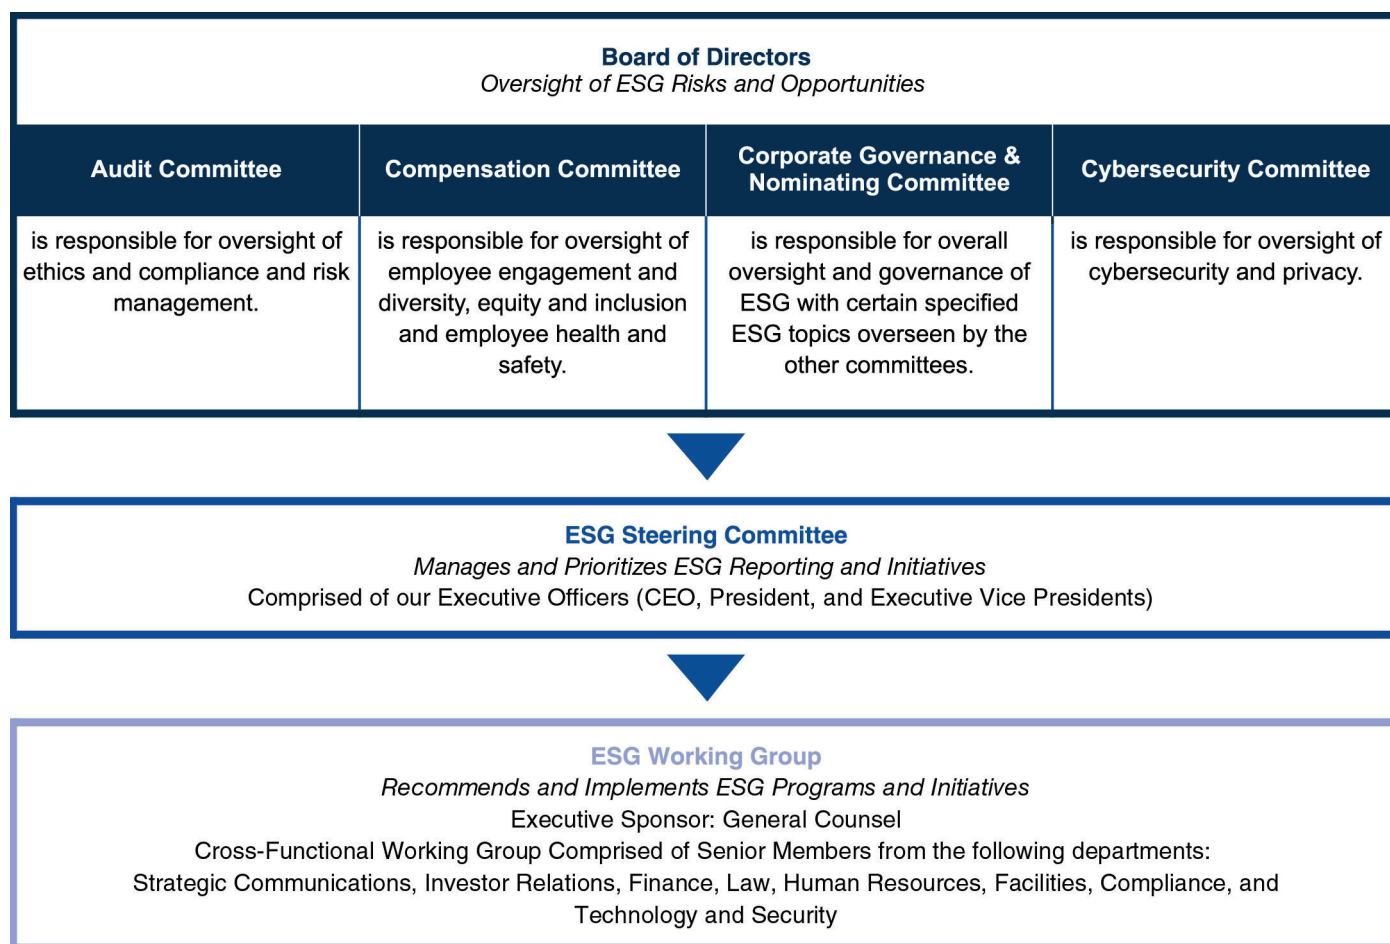 Board of Directors
Oversight of ESG Risks and Opportunities
Audit Committee
is responsible for oversight of
ethics and compliance and risk
management.
Compensation Committee
is responsible for oversight of
employee engagement and
diversity, equity and inclusion
and employee health and
safety.
Corporate Governance &
Nominating Committee
is responsible for overall
oversight and governance of
ESG with certain specified
ESG topics overseen by the
other committees.
Cybersecurity Committee
is responsible for oversight of
cybersecurity and privacy.
ESG Steering Committee
Manages and Prioritizes ESG Reporting and Initiatives
Comprised of our Executive Officers (CEO, President, and Executive Vice Presidents)
ESG Working Group
Recommends and Implements ESG Programs and Initiatives
Executive Sponsor: General Counsel
Cross-Functional Working Group Comprised of Senior Members from the following departments:
Strategic Communications, Investor Relations, Finance, Law, Human Resources, Facilities, Compliance, and
Technology and Security